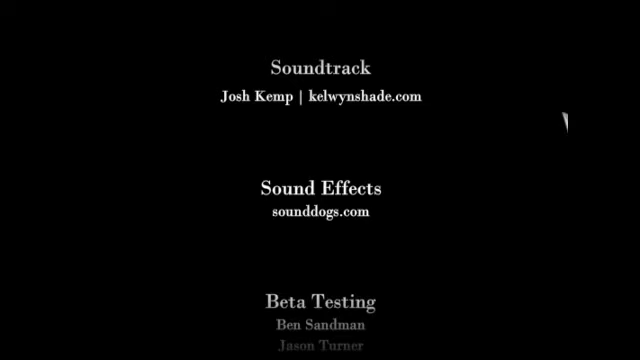 Soundtrack
Josh Kemp | kelwynshade.com
Sound Effects
sounddogs.com
Beta Testing
Ben Sandman
Jason Turner